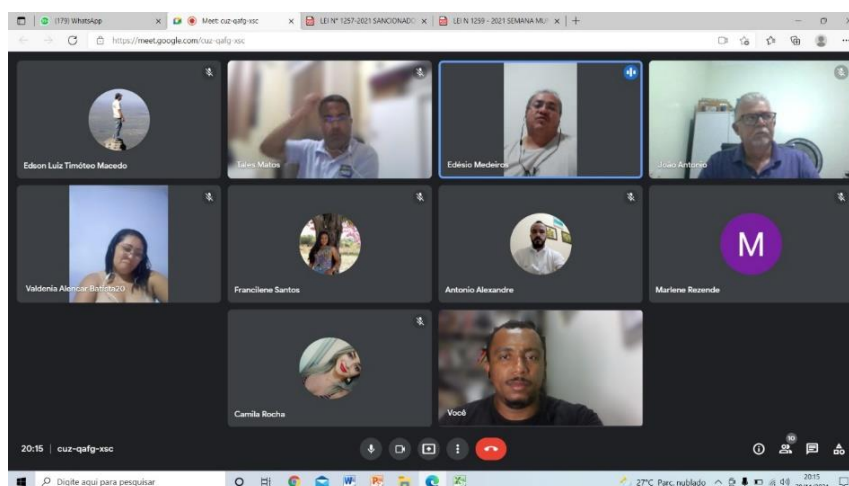 (179) WhatsApp
Meet: cuz-qafg-xsc
LEI Nº 1257-2021 SANCIONADO
LEI N 1259 - 2021 SEMANA MU
https://meet.google.com/cuz-qafg-xsc
Edson Luiz Timóteo Macedo
Tales Matos
Edésio Medeiros
João Antonio
Valdenia Alencar Batista20
Francilene Santos
Antonio Alexandre
M
Marlene Rezende
Camila Rocha
Você
20:15 | cuz-qafg-xsc
10
Digite aqui para pesquisar
27°C Parc. nublado
20:15